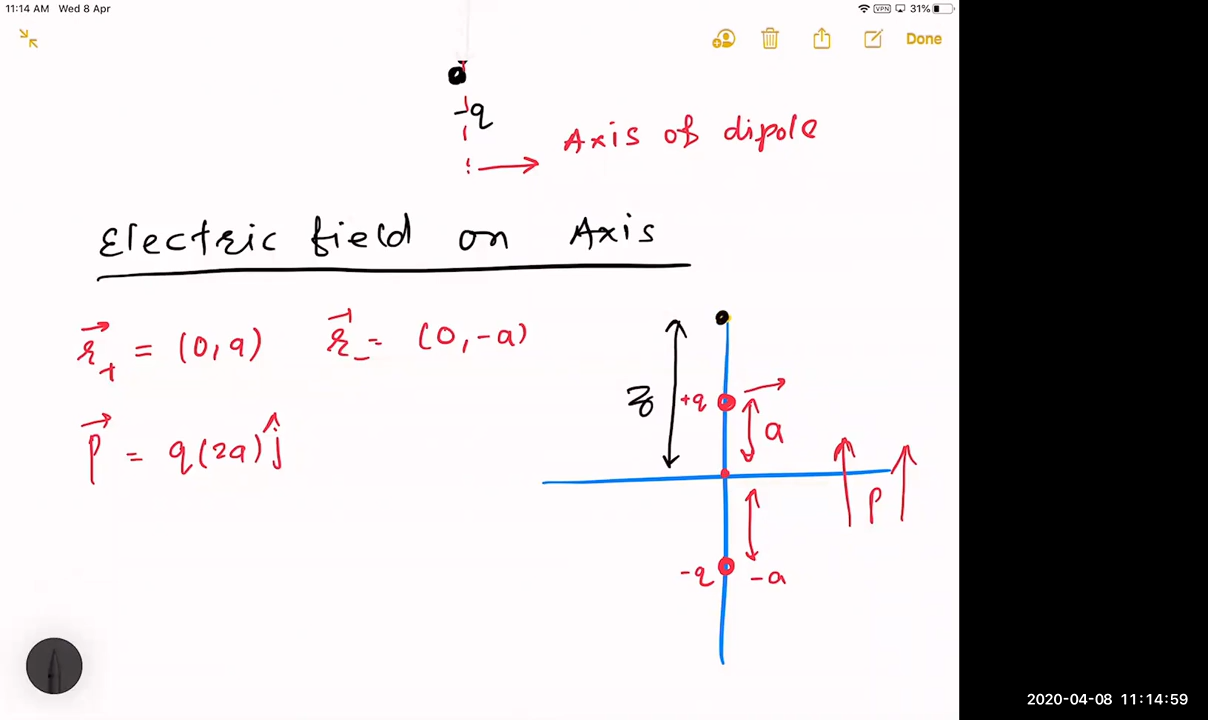 11:14 AM Wed 8 Apr
VPN 31%
Done
-q
Axis of dipole
Electric field on Axis
r⃗₊ = (0, a) r⃗₋ = (0, -a)
p⃗ = q(2a)ĵ
z
+q
a
p
-q
-a
2020-04-08 11:14:59